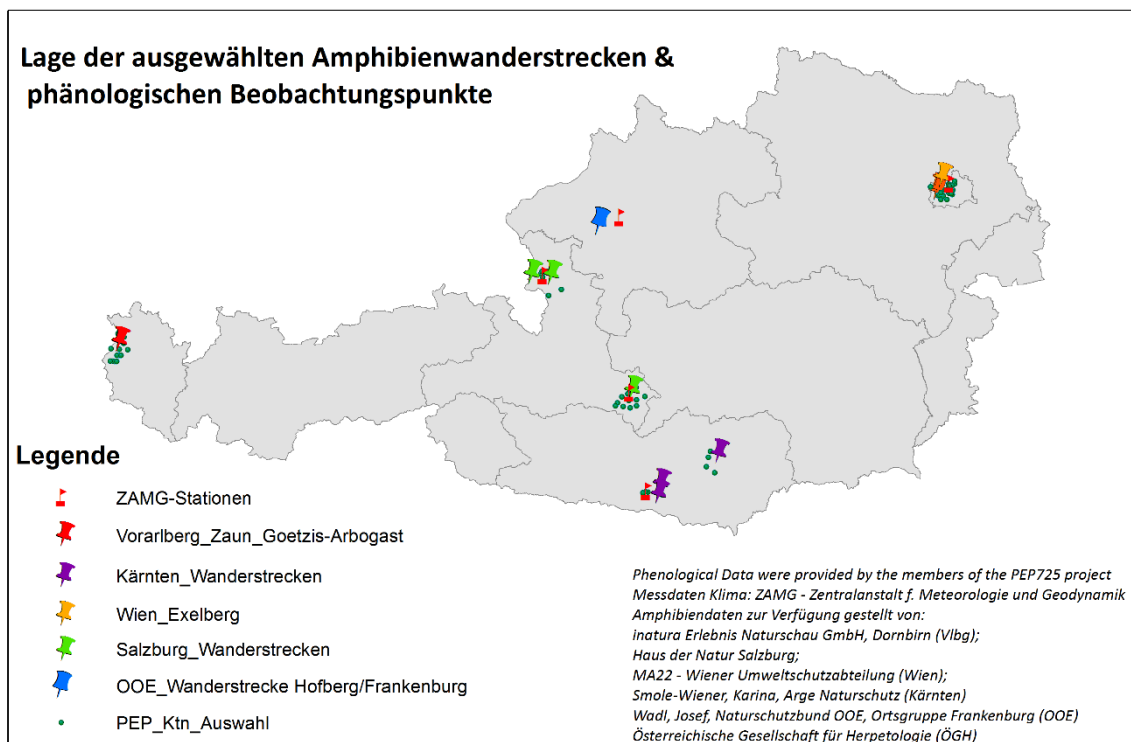 Lage der ausgewählten Amphibienwanderstrecken &
phänologischen Beobachtungspunkte
Legende
ZAMG-Stationen
Vorarlberg_Zaun_Goetzis-Arbogast
Kärnten_Wanderstrecken
Wien_Exelberg
Salzburg_Wanderstrecken
OOE_Wanderstrecke Hofberg/Frankenburg
PEP_Ktn_Auswahl
Phenological Data were provided by the members of the PEP725 project
Messdaten Klima: ZAMG - Zentralanstalt f. Meteorologie und Geodynamik
Amphibiendaten zur Verfügung gestellt von:
inatura Erlebnis Naturschau GmbH, Dornbirn (Vlbg);
Haus der Natur Salzburg;
MA22 - Wiener Umweltschutzabteilung (Wien);
Smole-Wiener, Karina, Arge Naturschutz (Kärnten)
Wadl, Josef, Naturschutzbund OOE, Ortsgruppe Frankenburg (OOE)
Österreichische Gesellschaft für Herpetologie (ÖGH)